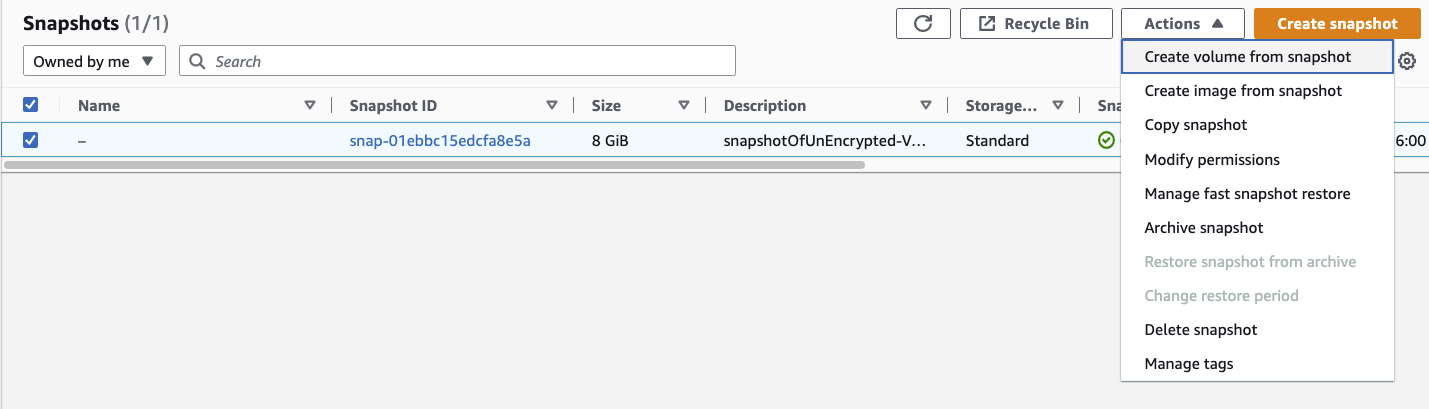 Snapshots (1/1)
Recycle Bin
Actions
Create snapshot
Owned by me
Search
Create volume from snapshot
Create image from snapshot
Copy snapshot
Modify permissions
Manage fast snapshot restore
Archive snapshot
Restore snapshot from archive
Change restore period
Delete snapshot
Manage tags
Name Snapshot ID Size Description Storage... Sna
– snap-01ebbc15edcfa8e5a 8 GiB snapshotOfUnEncrypted-V... Standard 6:00